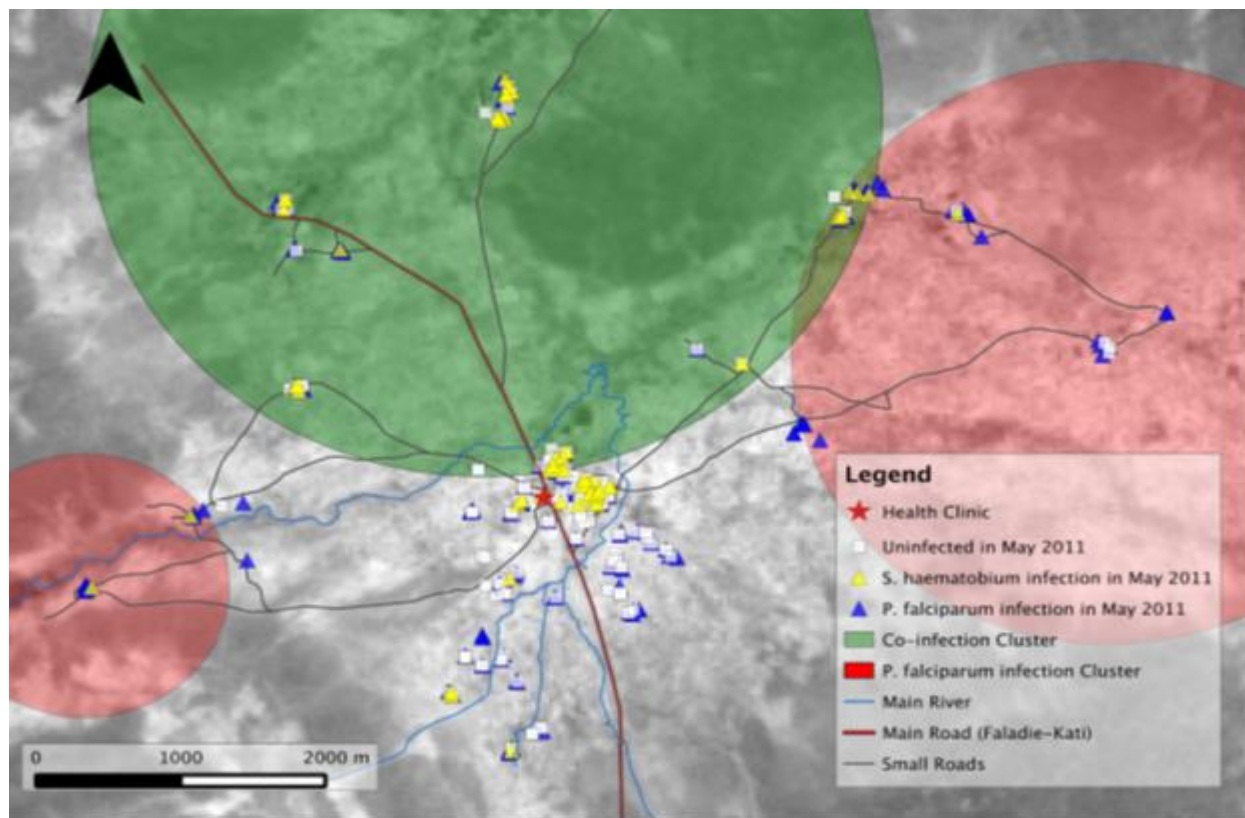 Legend
Health Clinic
Uninfected in May 2011
S. haematobium infection in May 2011
P. falciparum infection in May 2011
Co-infection Cluster
P. falciparum infection Cluster
Main River
Main Road (Faladie-Kati)
Small Roads
0 1000 2000 m